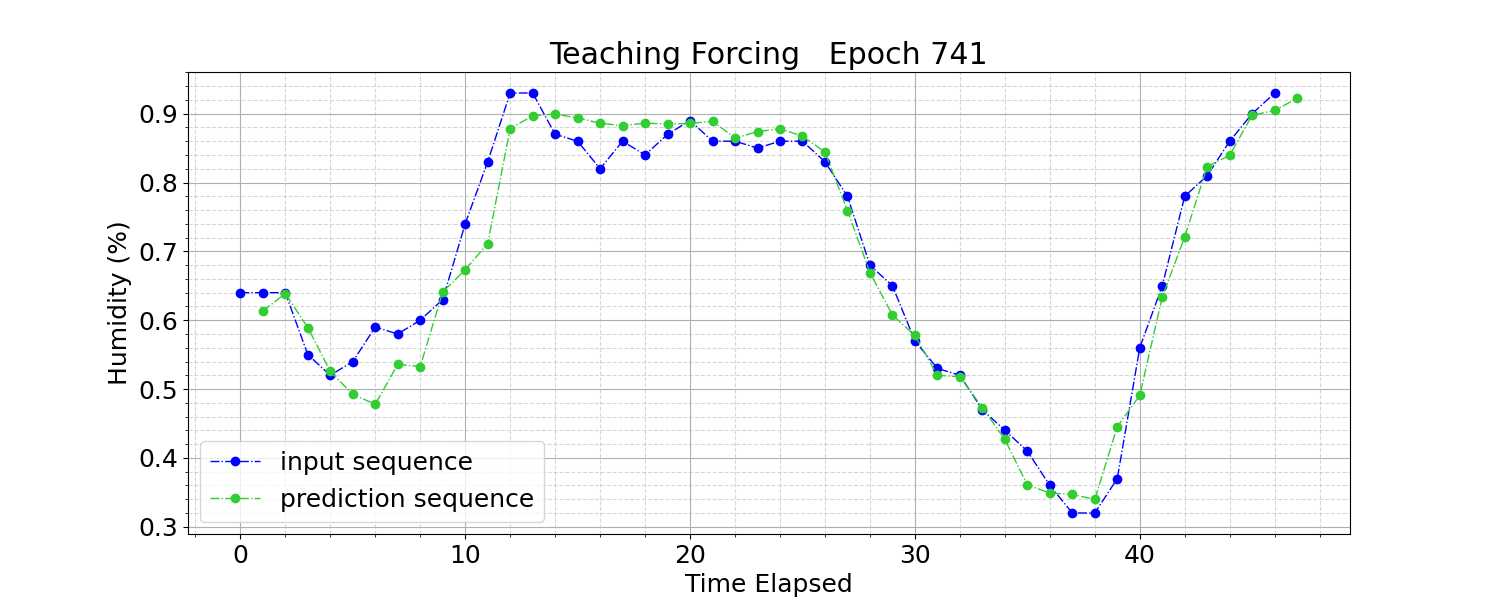 Teaching Forcing   Epoch 741
Humidity (%)
0.9
0.8
0.7
0.6
0.5
0.4
0.3
input sequence
prediction sequence
0 10 20 30 40
Time Elapsed